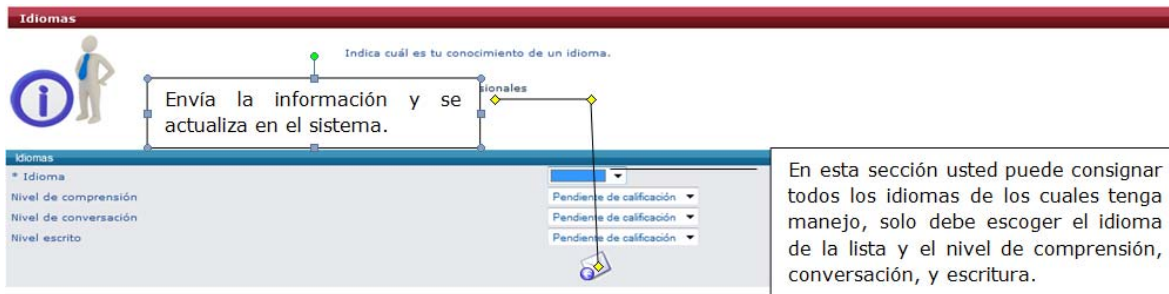 Idiomas
Indica cuál es tu conocimiento de un idioma.
Envía la información y se
actualiza en el sistema.
Idiomas
* Idioma
Nivel de comprensión
Pendiente de calificación
Nivel de conversación
Pendiente de calificación
Nivel escrito
Pendiente de calificación
En esta sección usted puede consignar
todos los idiomas de los cuales tenga
manejo, solo debe escoger el idioma
de la lista y el nivel de comprensión,
conversación, y escritura.